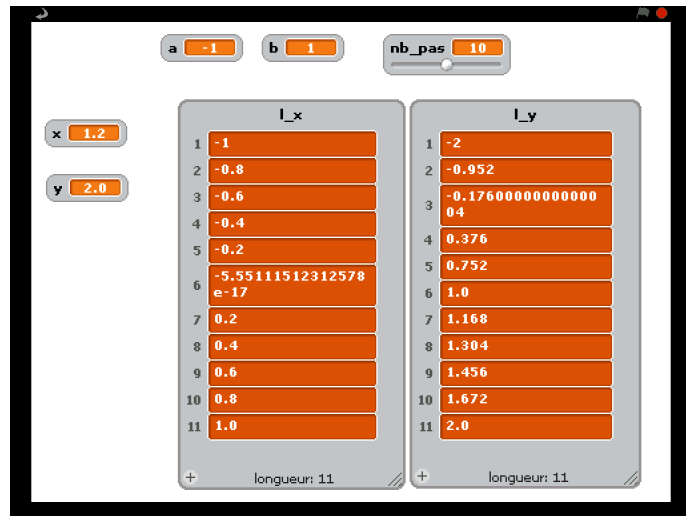 a -1 b 1 nb_pas 10
x 1.2
y 2.0
l_x
1 -1
2 -0.8
3 -0.6
4 -0.4
5 -0.2
6 -5.55111512312578
e-17
7 0.2
8 0.4
9 0.6
10 0.8
11 1.0
+ longueur: 11
l_y
1 -2
2 -0.952
3 -0.17600000000000
04
4 0.376
5 0.752
6 1.0
7 1.168
8 1.304
9 1.456
10 1.672
11 2.0
+ longueur: 11